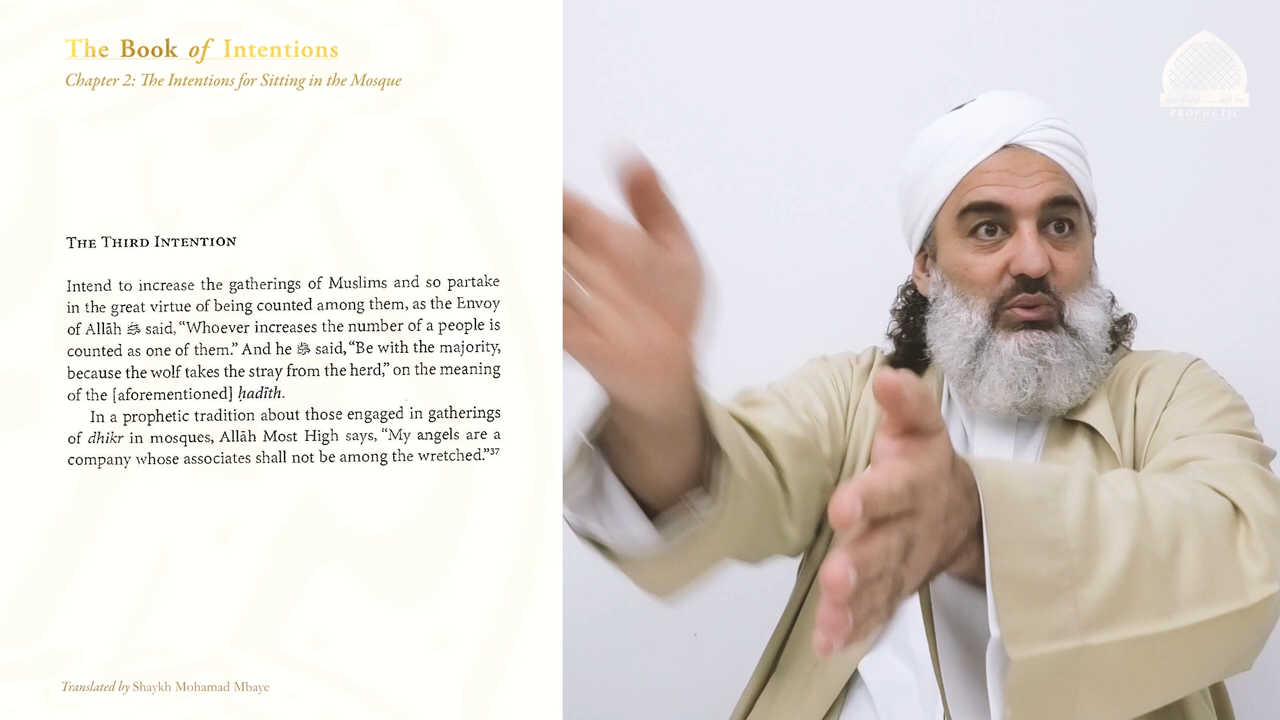 The Book of Intentions
Chapter 2: The Intentions for Sitting in the Mosque
THE THIRD INTENTION
Intend to increase the gatherings of Muslims and so partake
in the great virtue of being counted among them, as the Envoy
of Allāh ﷺ said, “Whoever increases the number of a people is
counted as one of them.” And he ﷺ said, “Be with the majority,
because the wolf takes the stray from the herd,” on the meaning
of the [aforementioned] ḥadīth.
In a prophetic tradition about those engaged in gatherings
of dhikr in mosques, Allāh Most High says, “My angels are a
company whose associates shall not be among the wretched.”³⁷
Translated by Shaykh Mohamad Mbaye
PROPHETIC